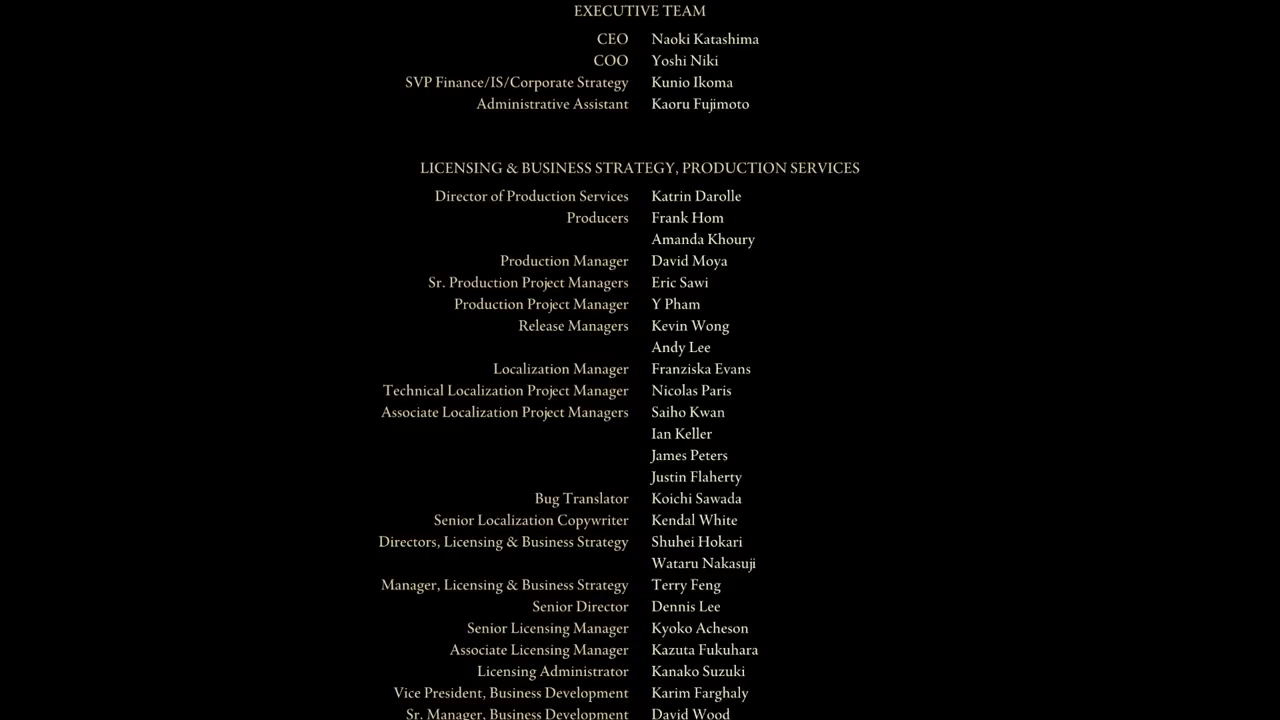 EXECUTIVE TEAM
CEO Naoki Katashima
COO Yoshi Niki
SVP Finance/IS/Corporate Strategy Kunio Ikoma
Administrative Assistant Kaoru Fujimoto
LICENSING & BUSINESS STRATEGY, PRODUCTION SERVICES
Director of Production Services Katrin Darolle
Producers Frank Hom
Amanda Khoury
Production Manager David Moya
Sr. Production Project Managers Eric Sawi
Production Project Manager Y Pham
Release Managers Kevin Wong
Andy Lee
Localization Manager Franziska Evans
Technical Localization Project Manager Nicolas Paris
Associate Localization Project Managers Saiho Kwan
Ian Keller
James Peters
Justin Flaherty
Bug Translator Koichi Sawada
Senior Localization Copywriter Kendal White
Directors, Licensing & Business Strategy Shuhei Hokari
Wataru Nakasuji
Manager, Licensing & Business Strategy Terry Feng
Senior Director Dennis Lee
Senior Licensing Manager Kyoko Acheson
Associate Licensing Manager Kazuta Fukuhara
Licensing Administrator Kanako Suzuki
Vice President, Business Development Karim Farghaly
Sr. Manager, Business Development David Wood